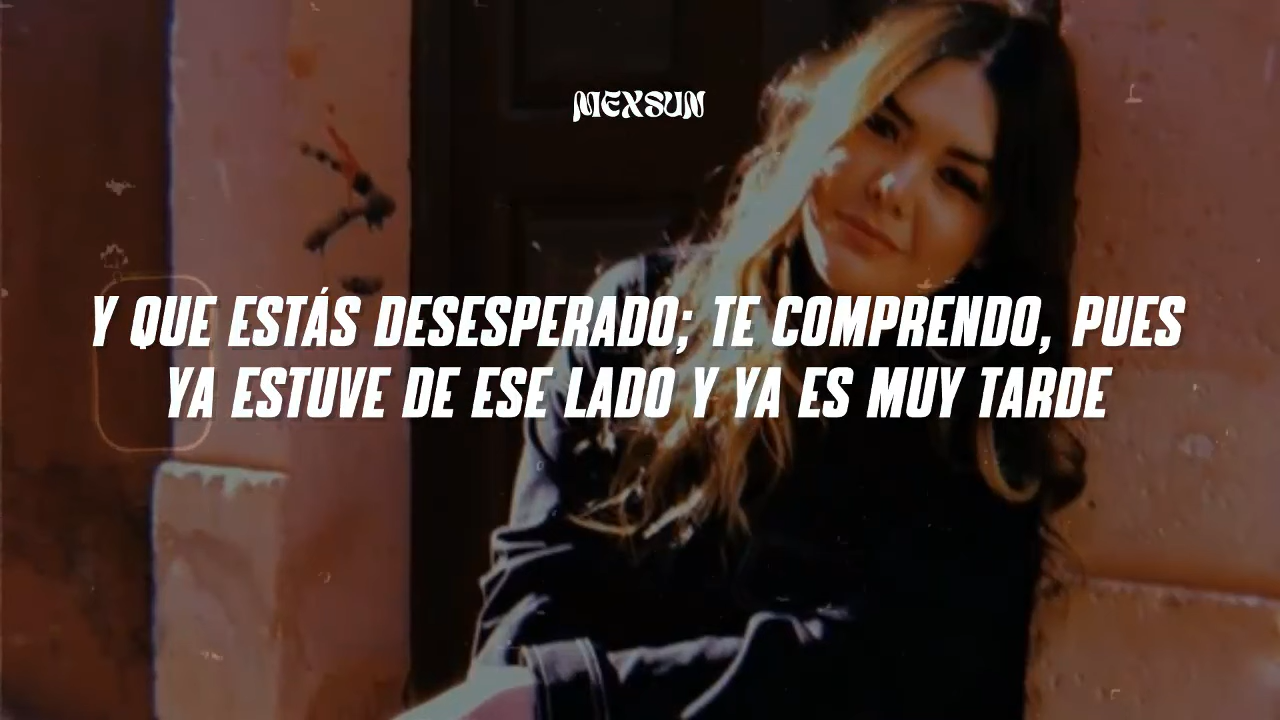 MEXSUN
Y QUE ESTÁS DESESPERADO; TE COMPRENDO, PUES
YA ESTUVE DE ESE LADO Y YA ES MUY TARDE